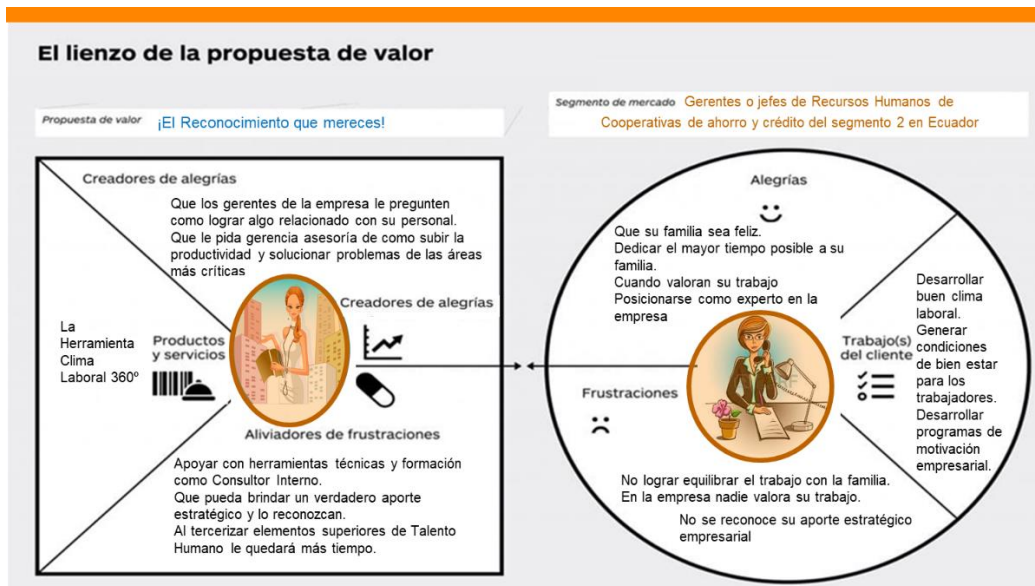 El lienzo de la propuesta de valor
Propuesta de valor ¡El Reconocimiento que mereces!
Segmento de mercado Gerentes o jefes de Recursos Humanos de
Cooperativas de ahorro y crédito del segmento 2 en Ecuador
Creadores de alegrías
Que los gerentes de la empresa le pregunten
como lograr algo relacionado con su personal.
Que le pida gerencia asesoría de como subir la
productividad y solucionar problemas de las áreas
más críticas
Creadores de alegrías
La
Herramienta
Clima
Laboral 360º
Productos
y servicios
Aliviadores de frustraciones
Apoyar con herramientas técnicas y formación
como Consultor Interno.
Que pueda brindar un verdadero aporte
estratégico y lo reconozcan.
Al tercerizar elementos superiores de Talento
Humano le quedará más tiempo.
Alegrías
Que su familia sea feliz.
Dedicar el mayor tiempo posible a su
familia.
Cuando valoran su trabajo
Posicionarse como experto en la
empresa
Frustraciones
No lograr equilibrar el trabajo con la familia.
En la empresa nadie valora su trabajo.
No se reconoce su aporte estratégico
empresarial
Trabajo(s)
del cliente
Desarrollar
buen clima
laboral.
Generar
condiciones
de bien estar
para los
trabajadores.
Desarrollar
programas de
motivación
empresarial.